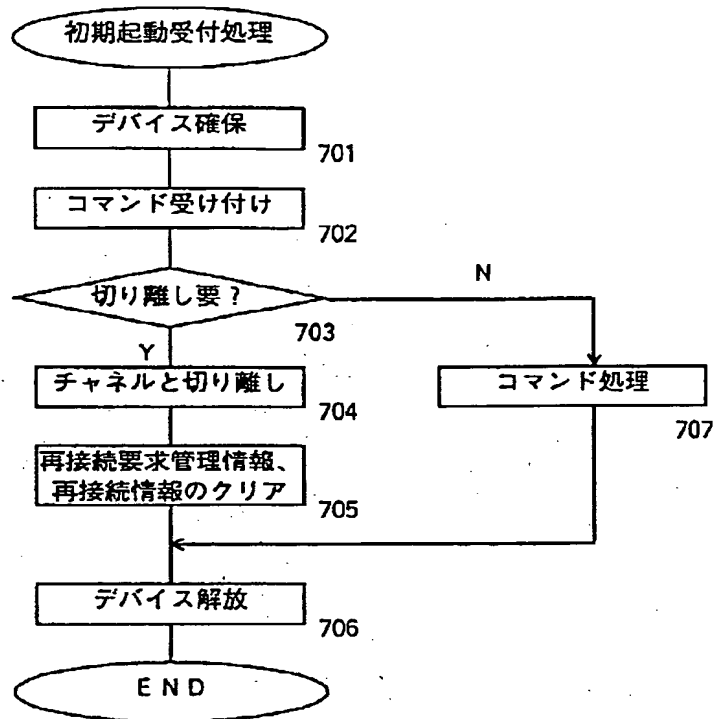 初期起動受付処理
デバイス確保
701
コマンド受け付け
702
切り離し要？
703
N
Y
チャネルと切り離し
704
コマンド処理
707
再接続要求管理情報、
再接続情報のクリア
705
デバイス解放
706
END